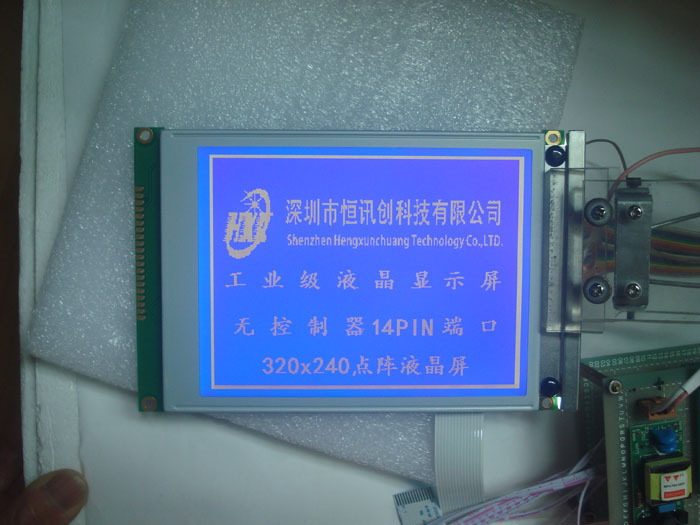 HXC
深圳市恒讯创科技有限公司
Shenzhen Hengxunchuang Technology Co.,LTD.
工业级液晶显示屏
无控制器14PIN端口
320x240点阵液晶屏